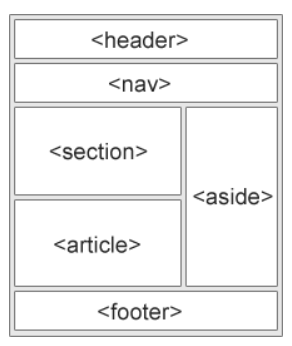 <header>
<nav>
<section>
<aside>
<article>
<footer>